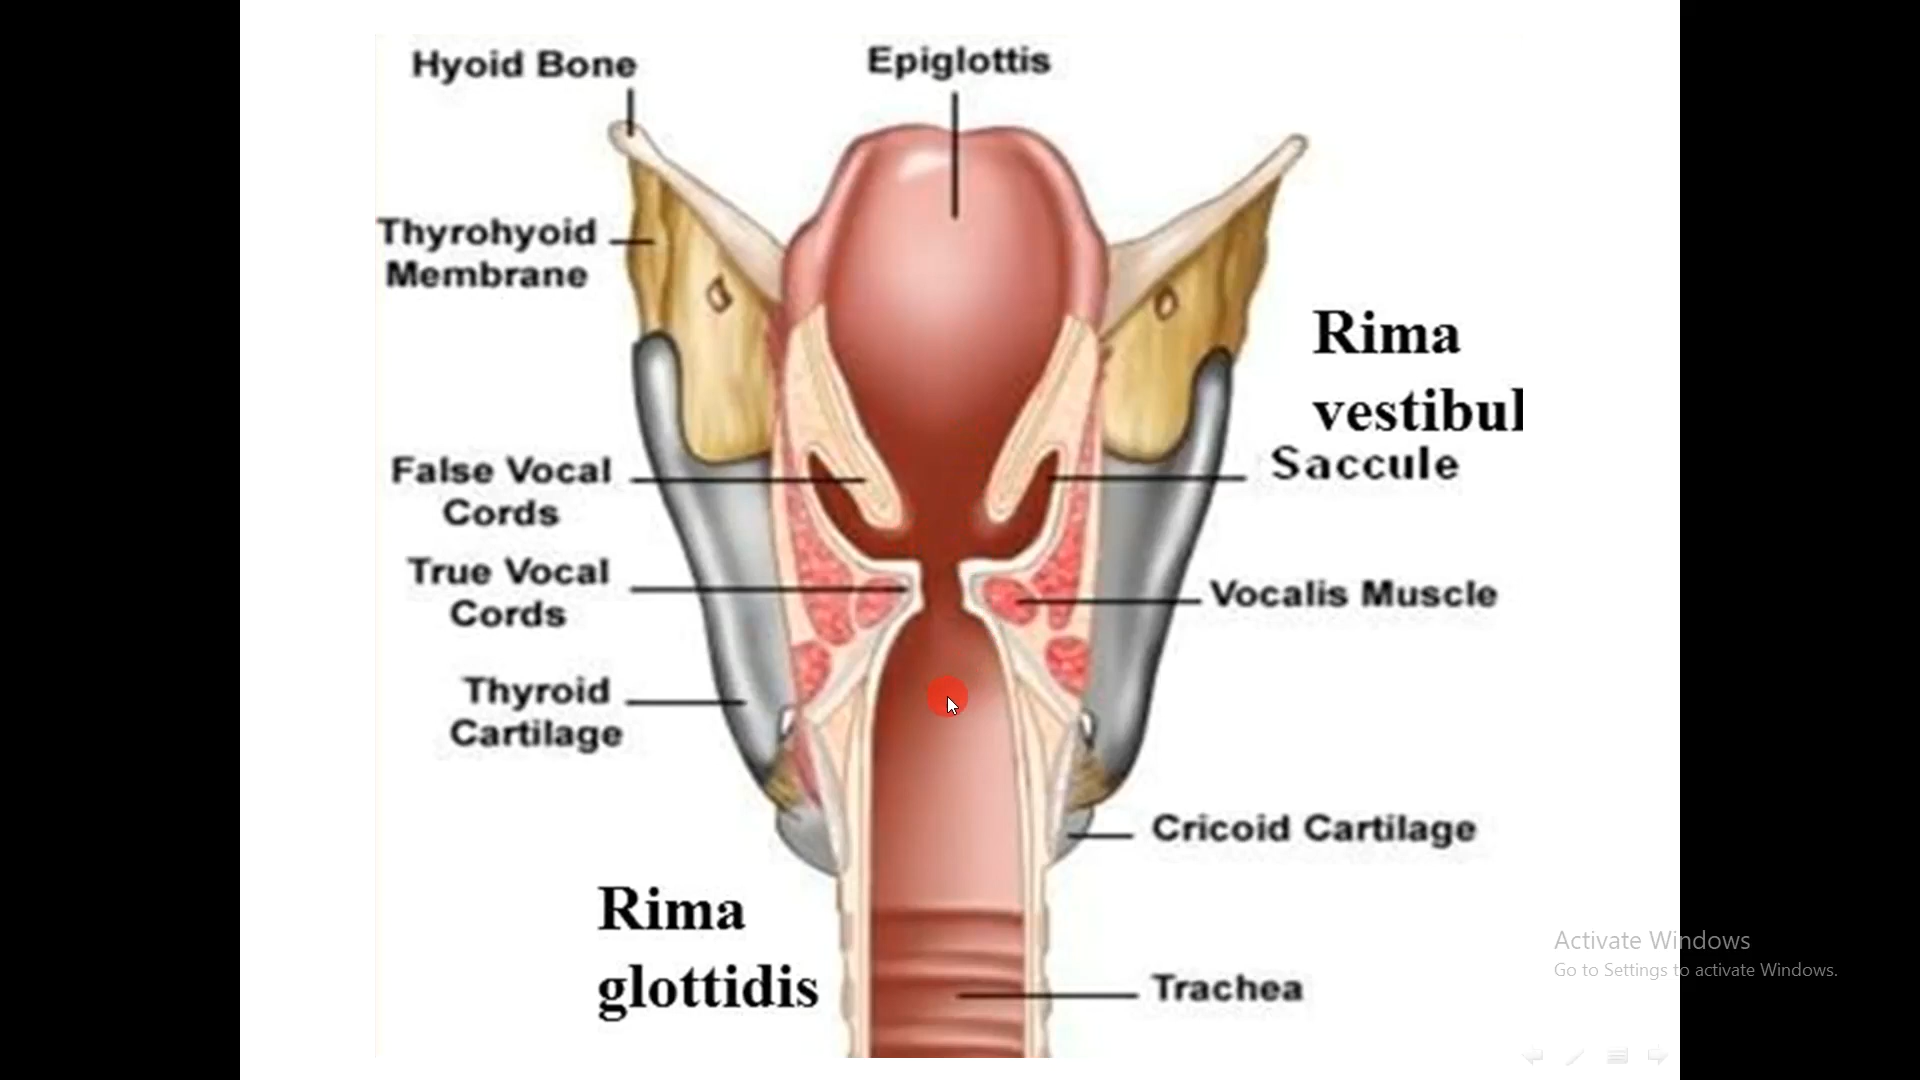 Hyoid Bone
Epiglottis
Thyrohyoid
Membrane
Rima
vestibul
False Vocal
Cords
Saccule
True Vocal
Cords
Vocalis Muscle
Thyroid
Cartilage
Cricoid Cartilage
Rima
glottidis
Trachea
Activate Windows
Go to Settings to activate Windows.